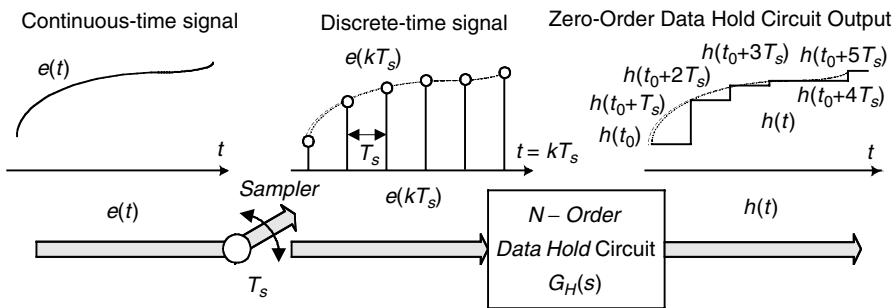 Continuous-time signal
Discrete-time signal
Zero-Order Data Hold Circuit Output
e(t)
t
e(kTs)
Ts
t = kTs
h(t0)
h(t0+Ts)
h(t0+2Ts)
h(t0+3Ts)
h(t0+5Ts)
h(t0+4Ts)
h(t)
t
e(t)
Sampler
Ts
e(kTs)
N – Order
Data Hold Circuit
GH(s)
h(t)